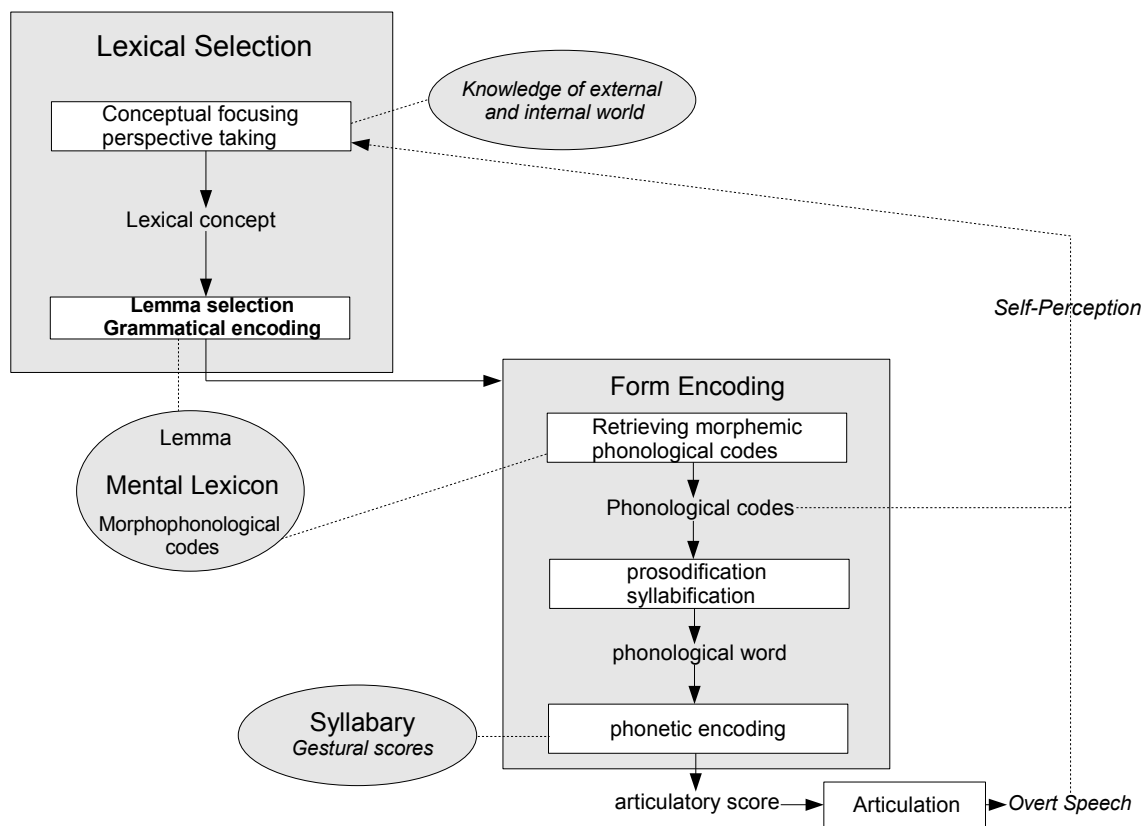 Lexical Selection
Conceptual focusing
perspective taking
Knowledge of external
and internal world
Lexical concept
Lemma selection
Grammatical encoding
Self-Perception
Form Encoding
Retrieving morphemic
phonological codes
Lemma
Mental Lexicon
Morphophonological
codes
Phonological codes
prosodification
syllabification
phonological word
Syllabary
Gestural scores
phonetic encoding
articulatory score
Articulation
Overt Speech